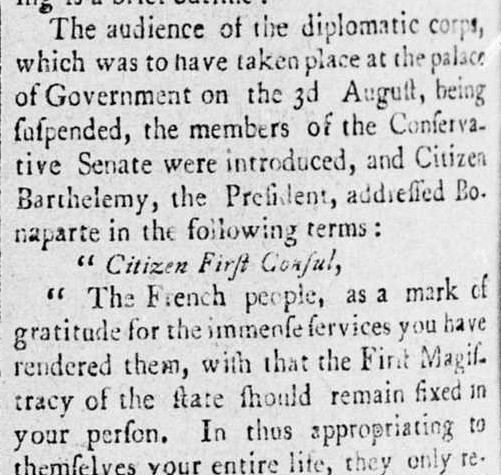 ing is a brief outline :
The audience of the diplomatic corps,
which was to have taken place at the palace
of Government on the 3d Auguſt, being
ſuſpended, the members of the Conſerva-
tive Senate were introduced, and Citizen
Barthelemy, the Preſident, addreſſed Bo-
naparte in the following terms :
“ Citizen Firſt Conſul,
“ The French people, as a mark of
gratitude for the immenſe ſervices you have
rendered them, wiſh that the Firſt Magiſ-
tracy of the ſtate ſhould remain fixed in
your perſon. In thus appropriating to
themſelves your entire life, they only re-